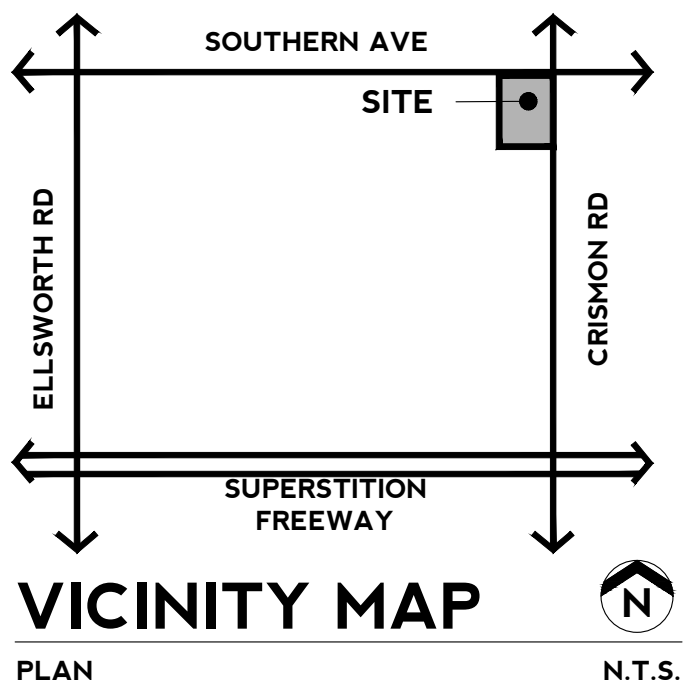 SOUTHERN AVE
SITE
ELLSWORTH RD
CRISMON RD
SUPERSTITION
FREEWAY
VICINITY MAP
N
PLAN
N.T.S.